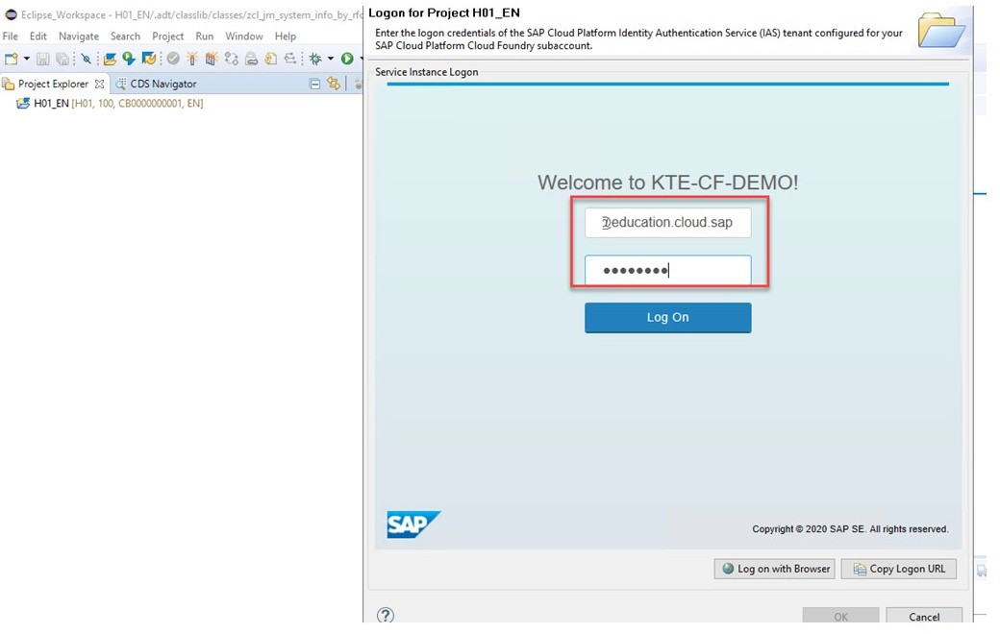 Eclipse_Workspace - H01_EN/.adt/classlib/classes/zcl_jm_system_info_by_rfc
File Edit Navigate Search Project Run Window Help
Project Explorer CDS Navigator
H01_EN [H01, 100, CB0000000001, EN]
Logon for Project H01_EN
Enter the logon credentials of the SAP Cloud Platform Identity Authentication Service (IAS) tenant configured for your
SAP Cloud Platform Cloud Foundry subaccount.
Service Instance Logon
Welcome to KTE-CF-DEMO!
education.cloud.sap
Log On
SAP
Copyright © 2020 SAP SE. All rights reserved.
Log on with Browser Copy Logon URL
? OK Cancel